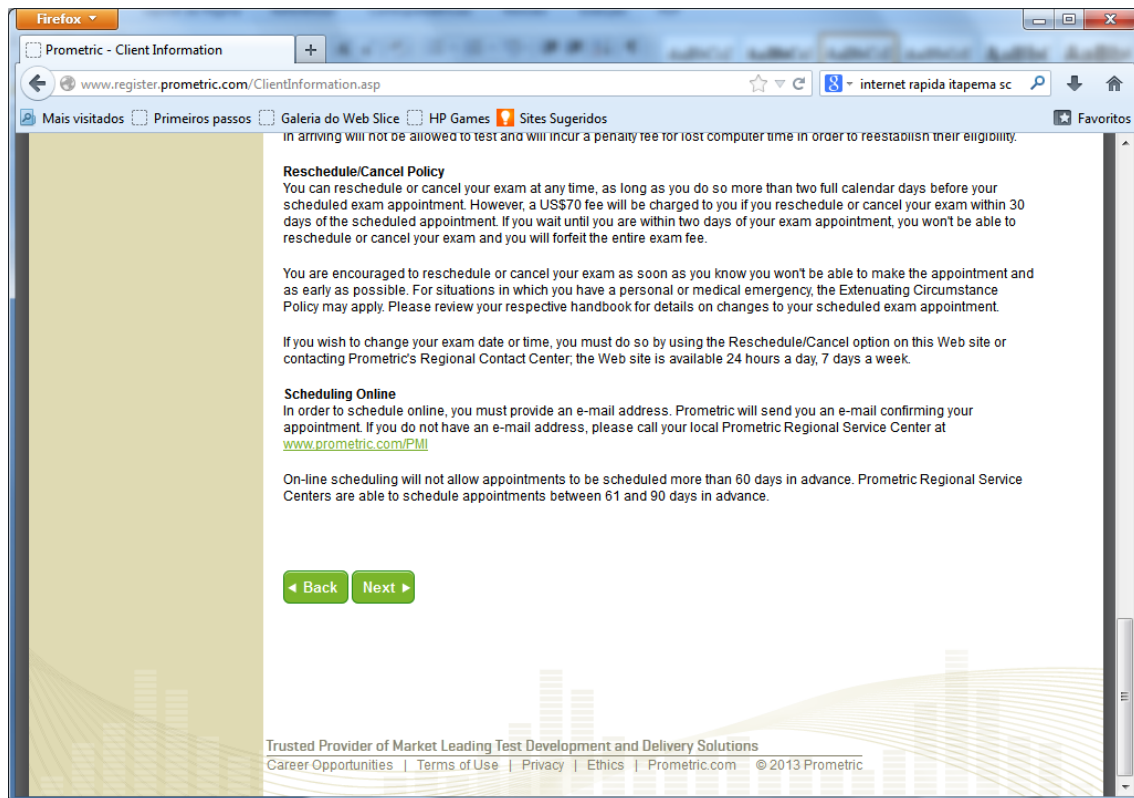 Firefox
Prometric - Client Information
www.register.prometric.com/ClientInformation.asp
internet rapida itapema sc
Mais visitados Primeiros passos Galeria do Web Slice HP Games Sites Sugeridos Favoritos
in arriving will not be allowed to test and will incur a penalty fee for lost computer time in order to reestablish their eligibility.
Reschedule/Cancel Policy
You can reschedule or cancel your exam at any time, as long as you do so more than two full calendar days before your
scheduled exam appointment. However, a US$70 fee will be charged to you if you reschedule or cancel your exam within 30
days of the scheduled appointment. If you wait until you are within two days of your exam appointment, you won't be able to
reschedule or cancel your exam and you will forfeit the entire exam fee.
You are encouraged to reschedule or cancel your exam as soon as you know you won't be able to make the appointment and
as early as possible. For situations in which you have a personal or medical emergency, the Extenuating Circumstance
Policy may apply. Please review your respective handbook for details on changes to your scheduled exam appointment.
If you wish to change your exam date or time, you must do so by using the Reschedule/Cancel option on this Web site or
contacting Prometric's Regional Contact Center; the Web site is available 24 hours a day, 7 days a week.
Scheduling Online
In order to schedule online, you must provide an e-mail address. Prometric will send you an e-mail confirming your
appointment. If you do not have an e-mail address, please call your local Prometric Regional Service Center at
www.prometric.com/PMI
On-line scheduling will not allow appointments to be scheduled more than 60 days in advance. Prometric Regional Service
Centers are able to schedule appointments between 61 and 90 days in advance.
Back Next
Trusted Provider of Market Leading Test Development and Delivery Solutions
Career Opportunities | Terms of Use | Privacy | Ethics | Prometric.com © 2013 Prometric